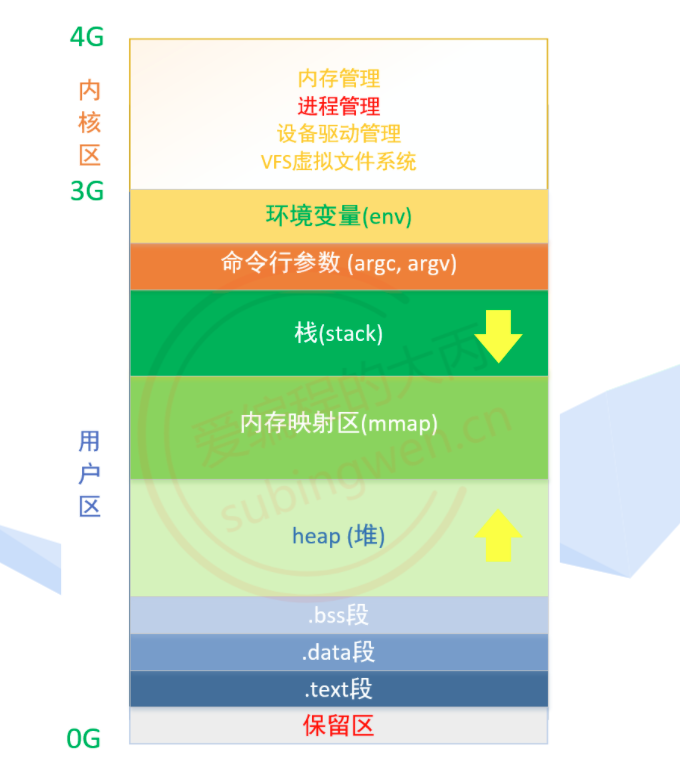 4G
内核区
内存管理
进程管理
设备驱动管理
VFS虚拟文件系统
3G
环境变量(env)
命令行参数 (argc, argv)
栈(stack)
内存映射区(mmap)
爱编程的大丙
subingwen.cn
用户区
heap (堆)
.bss段
.data段
.text段
保留区
0G